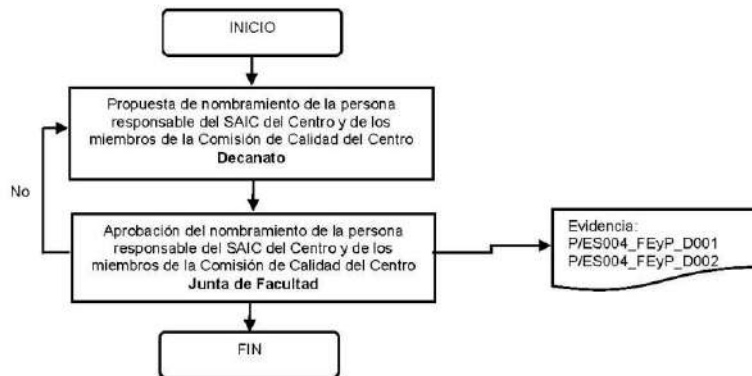 INICIO
Propuesta de nombramiento de la persona
responsable del SAIC del Centro y de los
miembros de la Comisión de Calidad del Centro
Decanato
No
Aprobación del nombramiento de la persona
responsable del SAIC del Centro y de los
miembros de la Comisión de Calidad del Centro
Junta de Facultad
Evidencia:
P/ES004_FEyP_D001
P/ES004_FEyP_D002
FIN